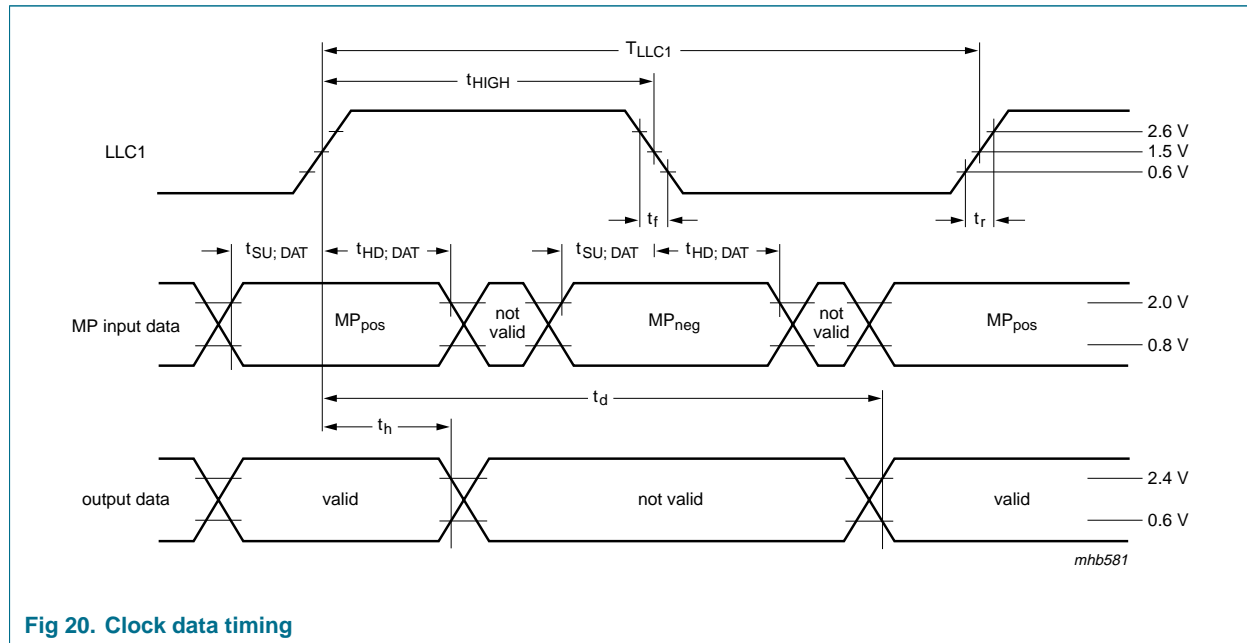 TLLC1
tHIGH
LLC1
2.6 V
1.5 V
0.6 V
tf
tr
tSU; DAT
tHD; DAT
tSU; DAT
tHD; DAT
MP input data
MPpos
not
valid
MPneg
not
valid
MPpos
2.0 V
0.8 V
td
th
output data
valid
not valid
valid
2.4 V
0.6 V
mhb581
Fig 20. Clock data timing